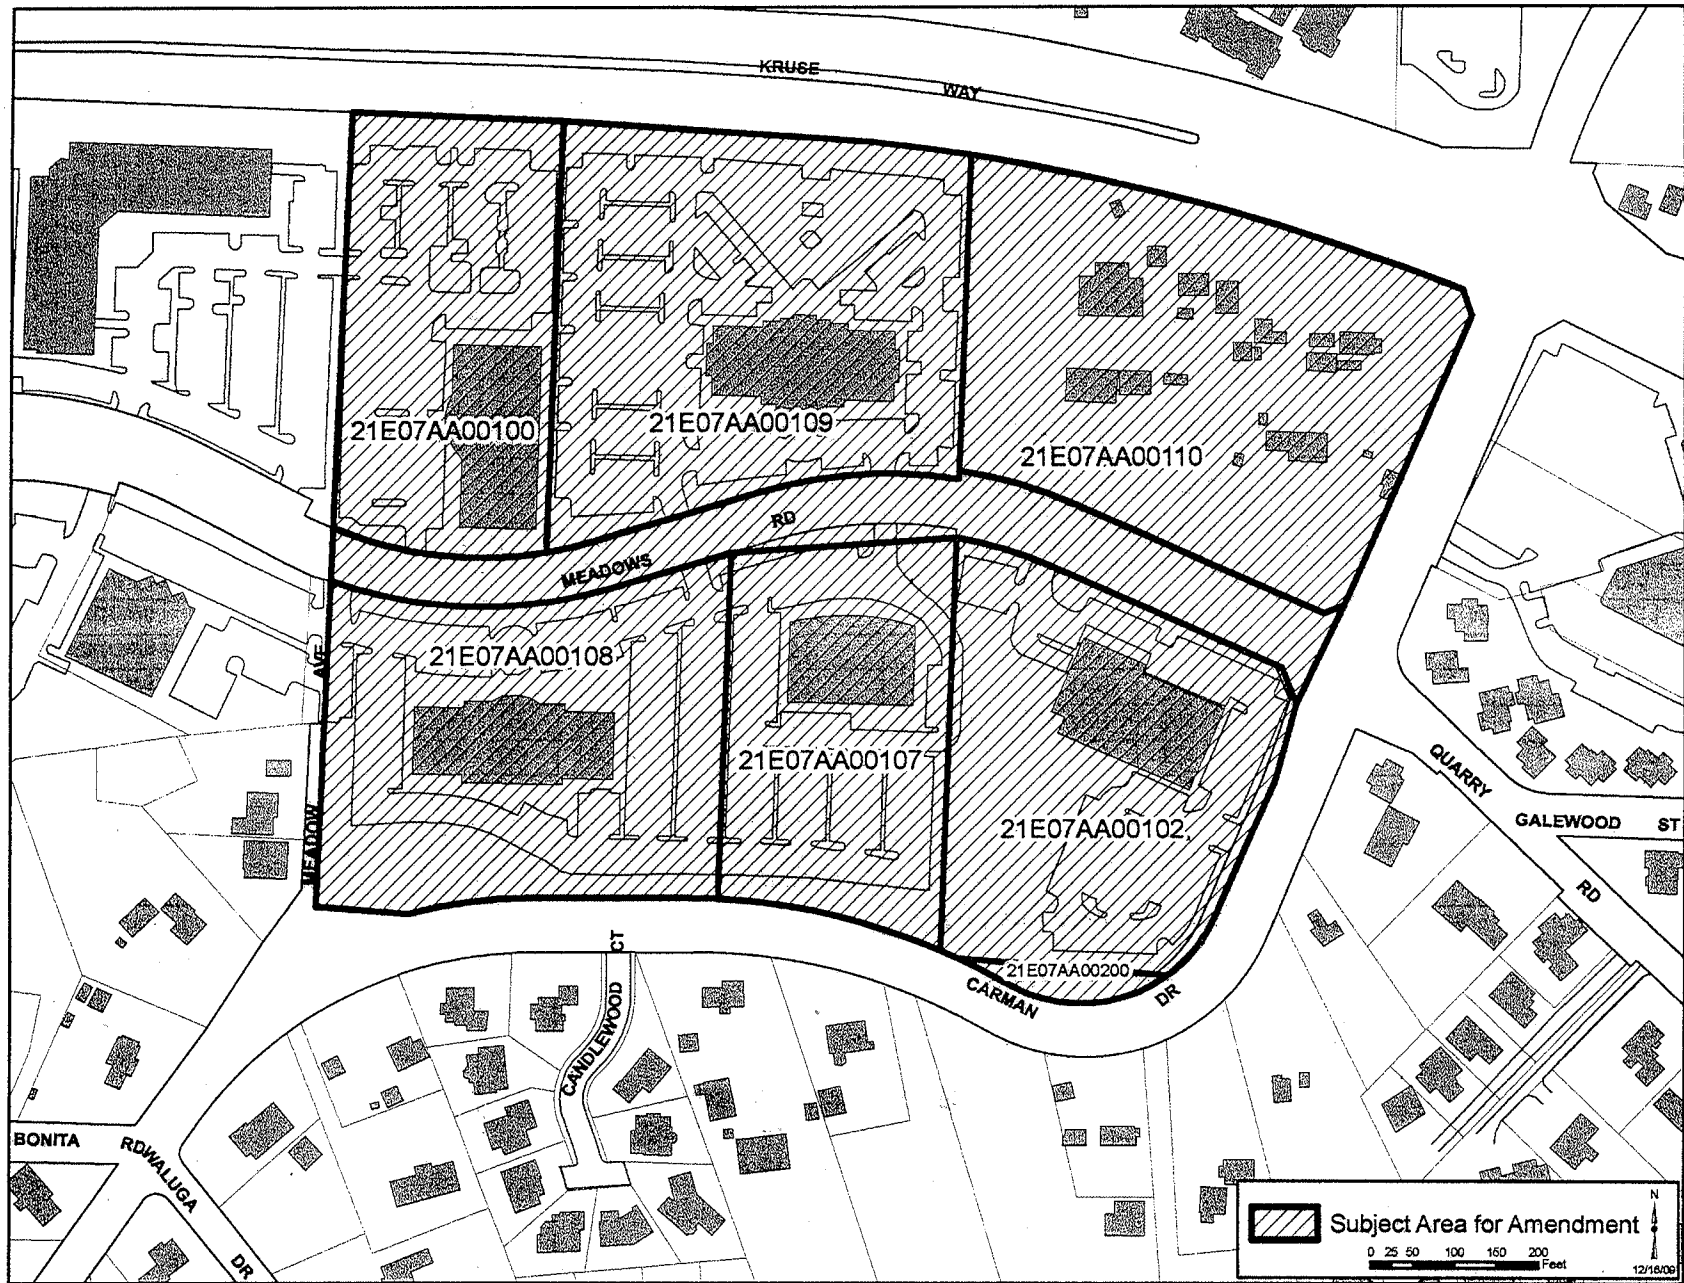 KRUSE
WAY
21E07AA00100
21E07AA00109
21E07AA00110
MEADOWS
RD
21E07AA00108
21E07AA00107
21E07AA00102
21E07AA00200
MEADOW
AVE
CARMAN
DR
CANDLEWOOD
CT
QUARRY
RD
GALEWOOD
ST
BONITA
RD
WALUGA
DR
Subject Area for Amendment
N
0 25 50 100 150 200
Feet
12/16/09